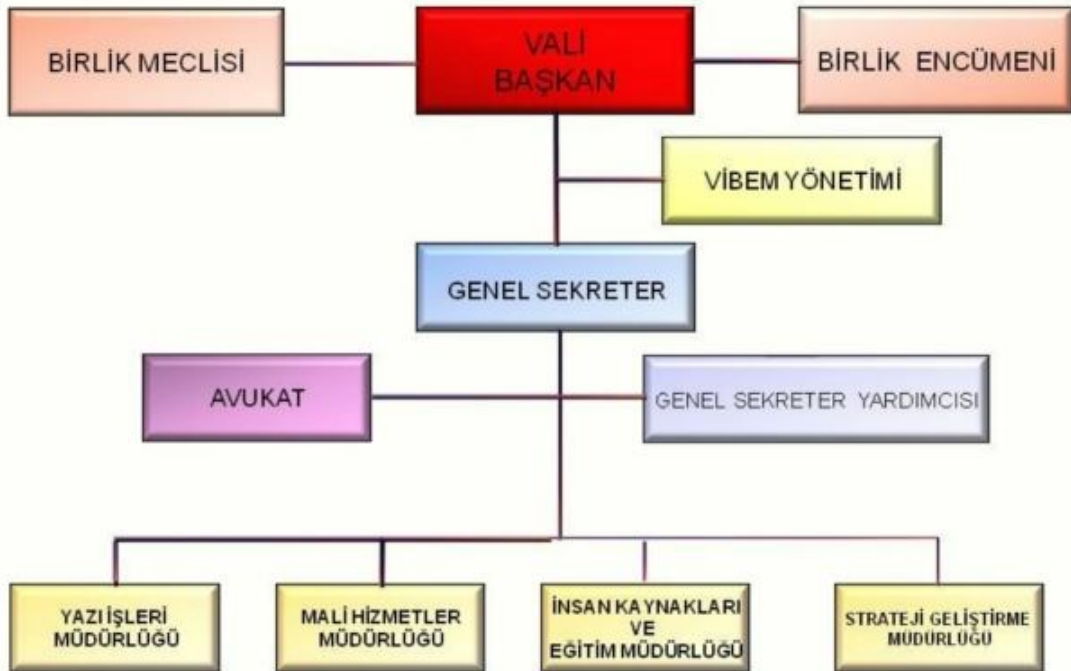 BİRLİK MECLİSİ
VALİ
BAŞKAN
BİRLİK ENCÜMENİ
VİBEM YÖNETİMİ
GENEL SEKRETER
AVUKAT
GENEL SEKRETER YARDIMCISI
YAZI İŞLERİ
MÜDÜRLÜĞÜ
MALİ HİZMETLER
MÜDÜRLÜĞÜ
İNSAN KAYNAKLARI
VE
EĞİTİM MÜDÜRLÜĞÜ
STRATEJİ GELİŞTİRME
MÜDÜRLÜĞÜ